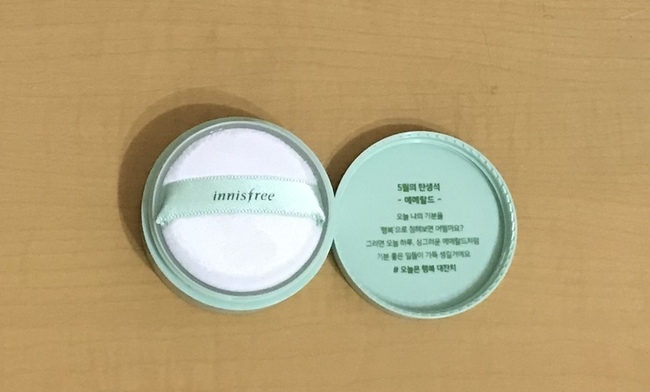 innisfree
5월의 탄생석
- 에메랄드 -
오늘 나의 기분을
'행복'으로 정해보면 어떨까요?
그러면 오늘 하루, 싱그러운 에메랄드처럼
기분 좋은 일들이 가득 생길거예요
# 오늘은 행복 대잔치